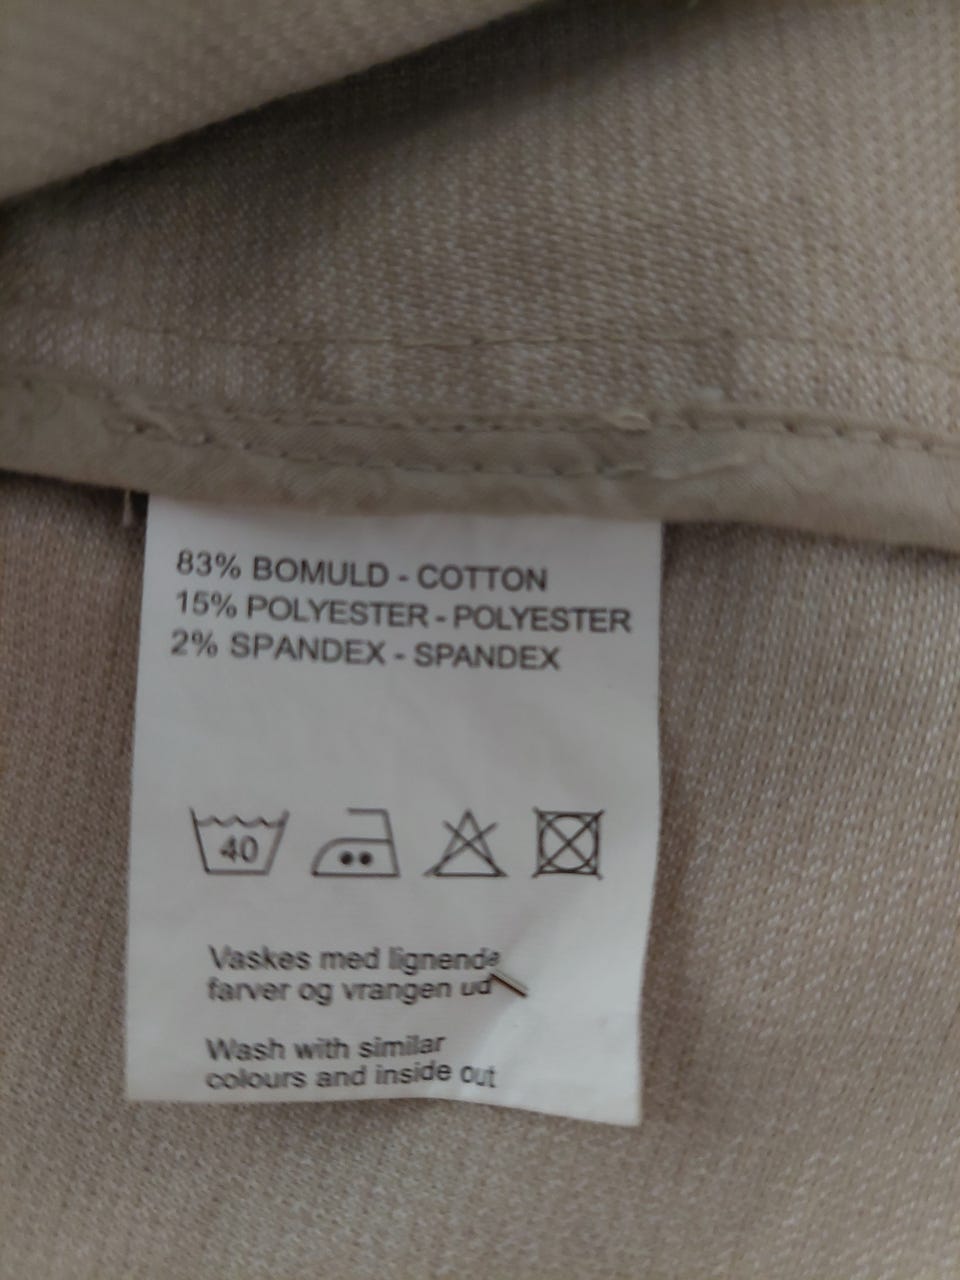 83% BOMULD - COTTON
15% POLYESTER - POLYESTER
2% SPANDEX - SPANDEX
40
Vaskes med lignende
farver og vrangen ud
Wash with similar
colours and inside out